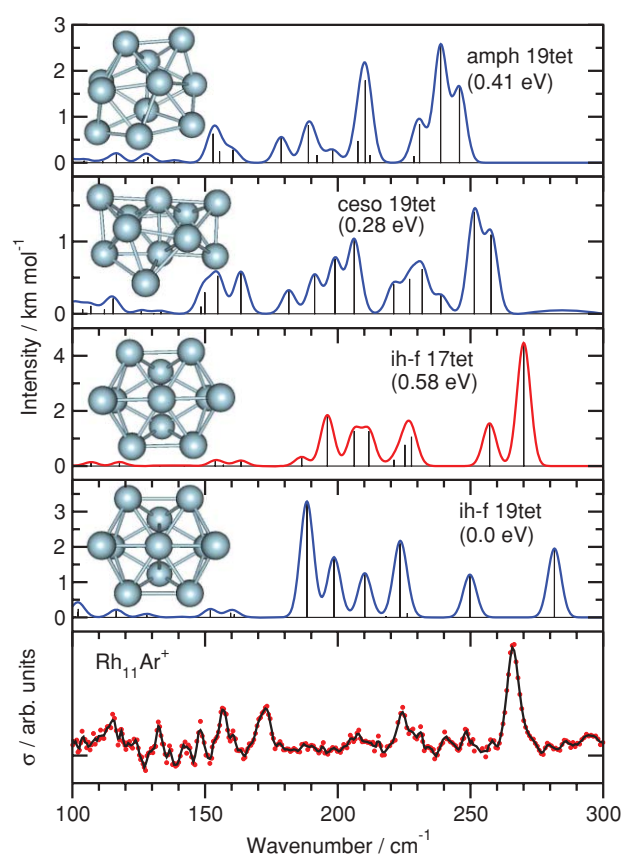 3
2
1
0
amph 19tet
(0.41 eV)
1
0
ceso 19tet
(0.28 eV)
4
2
0
ih-f 17tet
(0.58 eV)
3
2
1
0
ih-f 19tet
(0.0 eV)
Intensity / km mol⁻¹
Rh₁₁Ar⁺
σ / arb. units
100 150 200 250 300
Wavenumber / cm⁻¹